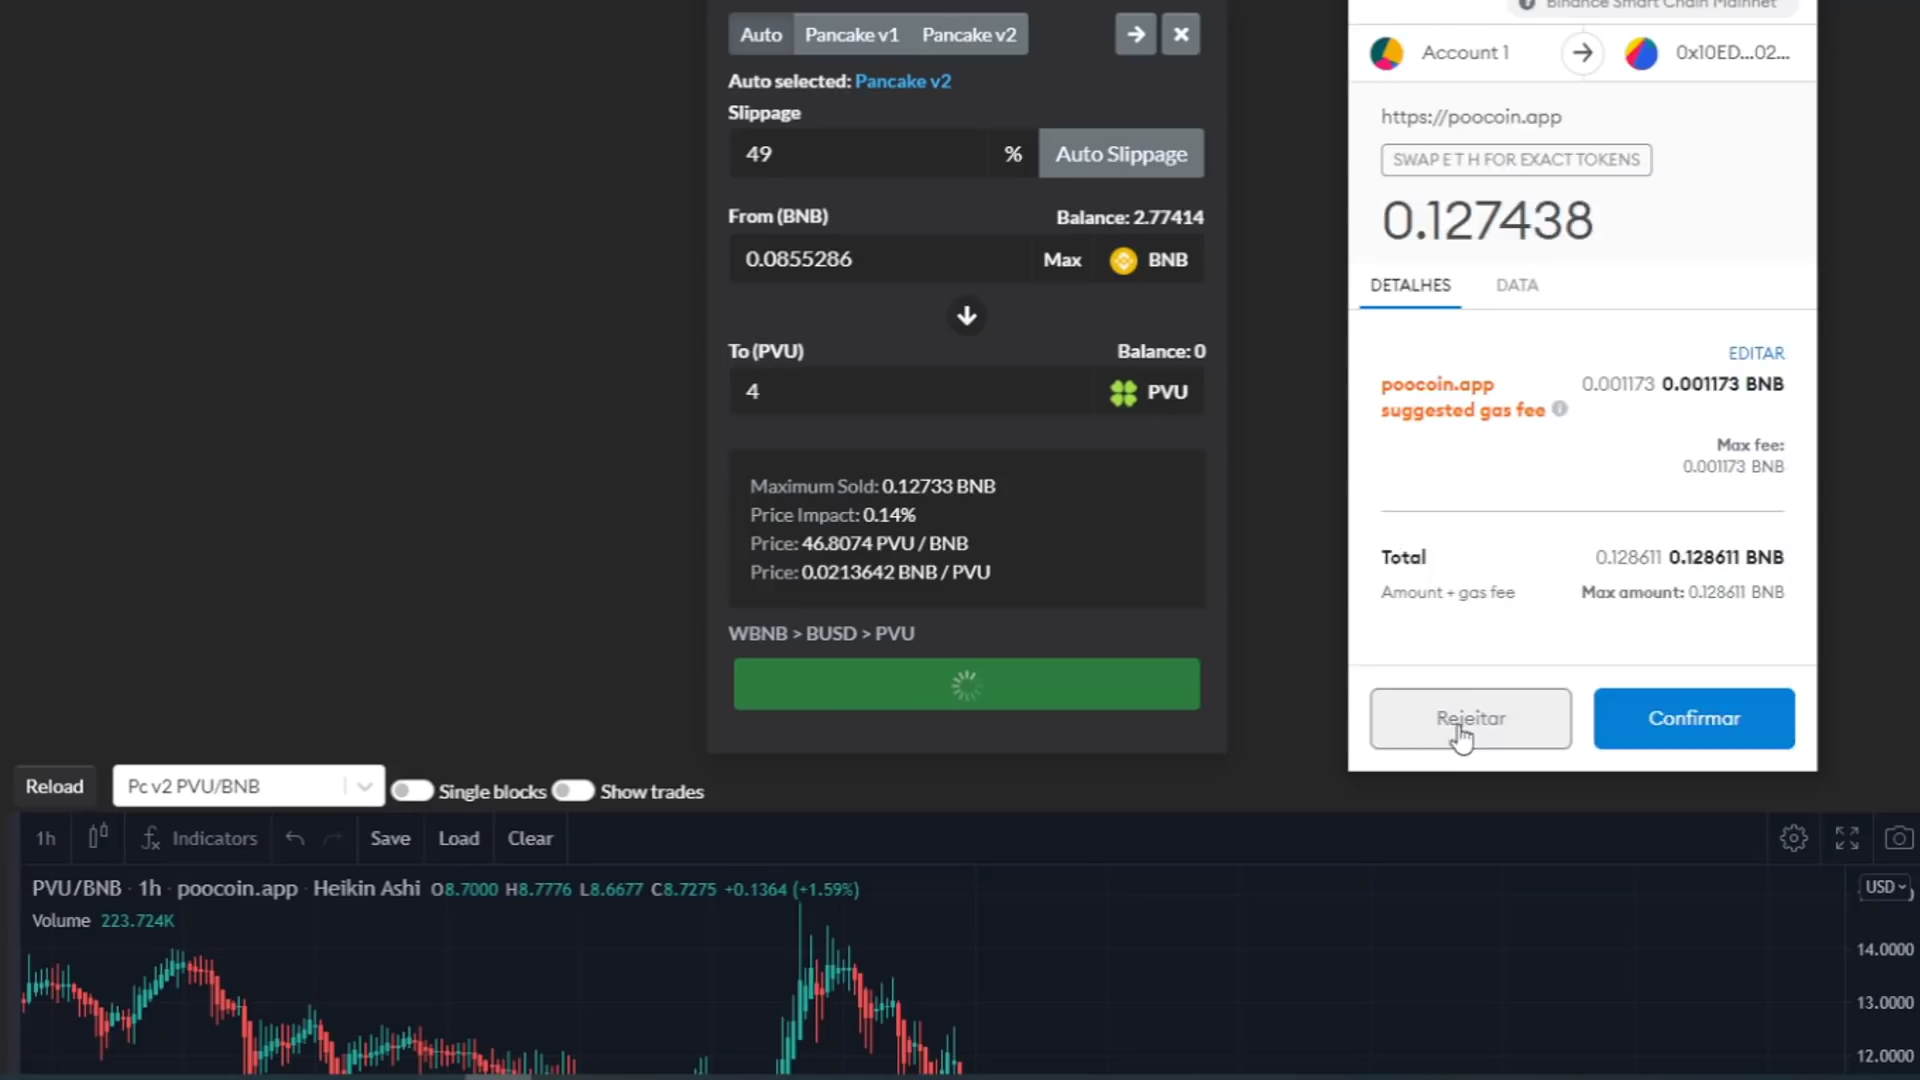 Auto Pancake v1 Pancake v2
Auto selected: Pancake v2
Slippage
49 % Auto Slippage
From (BNB) Balance: 2.77414
0.0855286 Max BNB
To (PVU) Balance: 0
4 PVU
Maximum Sold: 0.12733 BNB
Price Impact: 0.14%
Price: 46.8074 PVU / BNB
Price: 0.0213642 BNB / PVU
WBNB > BUSD > PVU
Binance Smart Chain Mainnet
Account 1 0x10ED...02...
https://poocoin.app
SWAP E T H FOR EXACT TOKENS
0.127438
DETALHES DATA
EDITAR
poocoin.app 0.001173 0.001173 BNB
suggested gas fee
Max fee:
0.001173 BNB
Total 0.128611 0.128611 BNB
Amount + gas fee Max amount: 0.128611 BNB
Rejeitar Confirmar
Reload Pc v2 PVU/BNB Single blocks Show trades
1h fx Indicators Save Load Clear
PVU/BNB · 1h · poocoin.app · Heikin Ashi O8.7000 H8.7776 L8.6677 C8.7275 +0.1364 (+1.59%)
USD
Volume 223.724K
14.0000
13.0000
12.0000